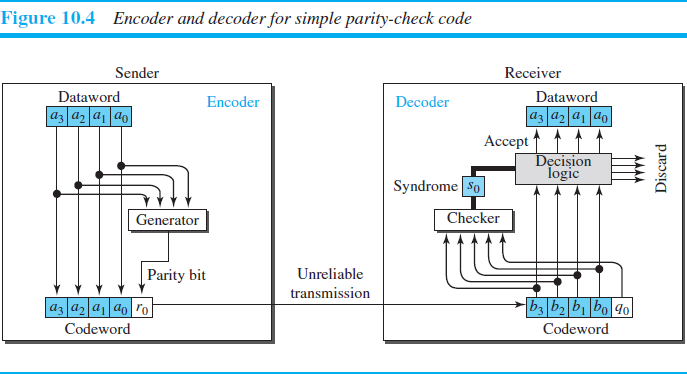 Figure 10.4 Encoder and decoder for simple parity-check code
Sender
Encoder
Dataword
a3 a2 a1 a0
Generator
Parity bit
a3 a2 a1 a0 r0
Codeword
Unreliable
transmission
Receiver
Decoder
Dataword
a3 a2 a1 a0
Accept
Decision
logic
Discard
Syndrome s0
Checker
b3 b2 b1 b0 q0
Codeword